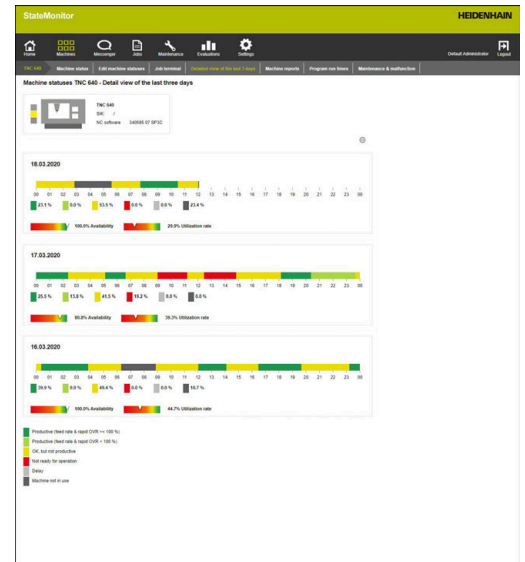 StateMonitor
HEIDENHAIN
Home Machines Messenger Jobs Maintenance Evaluations Settings Default Administrator Logout
TNC 640 Machine status Edit machine statuses Job terminal Detailed view of the last 3 days Machine reports Program run times Maintenance & malfunction
Machine statuses TNC 640 - Detail view of the last three days
TNC 640
SIK: /
NC software 340595 07 SP3C
18.03.2020
00 01 02 03 04 05 06 07 08 09 10 11 12 13 14 15 16 17 18 19 20 21 22 23 00
23.1 % 0.0 % 53.5 % 0.0 % 0.0 % 23.4 %
100.0% Availability 29.9% Utilization rate
17.03.2020
00 01 02 03 04 05 06 07 08 09 10 11 12 13 14 15 16 17 18 19 20 21 22 23 00
25.5 % 13.8 % 41.5 % 19.2 % 0.0 % 0.0 %
80.8% Availability 39.3% Utilization rate
16.03.2020
00 01 02 03 04 05 06 07 08 09 10 11 12 13 14 15 16 17 18 19 20 21 22 23 00
39.9 % 0.0 % 49.4 % 0.0 % 0.0 % 10.7 %
100.0% Availability 44.7% Utilization rate
Productive (feed rate & rapid OVR >= 100 %)
Productive (feed rate & rapid OVR < 100 %)
OK, but not productive
Not ready for operation
Delay
Machine not in use